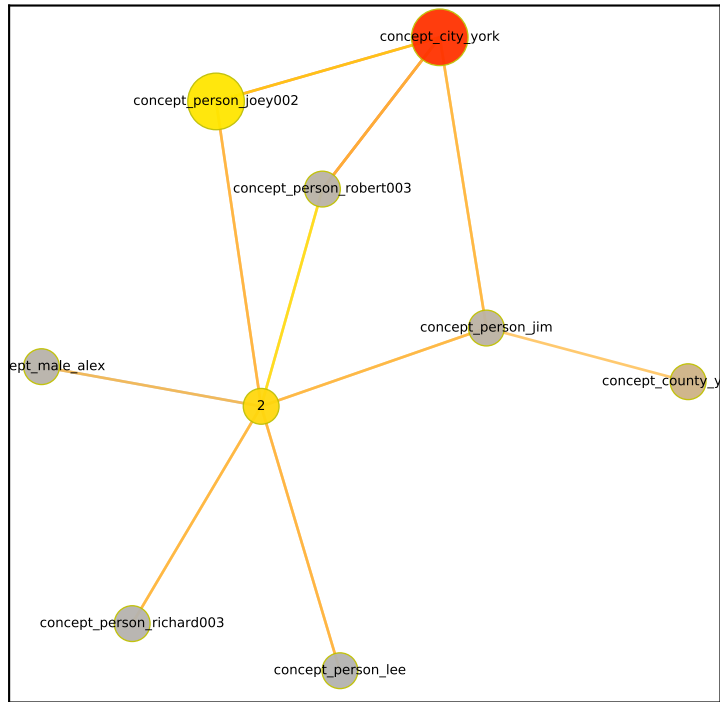 concept_city_york
concept_person_joey002
concept_person_robert003
concept_person_jim
ept_male_alex
concept_county_y
2
concept_person_richard003
concept_person_lee